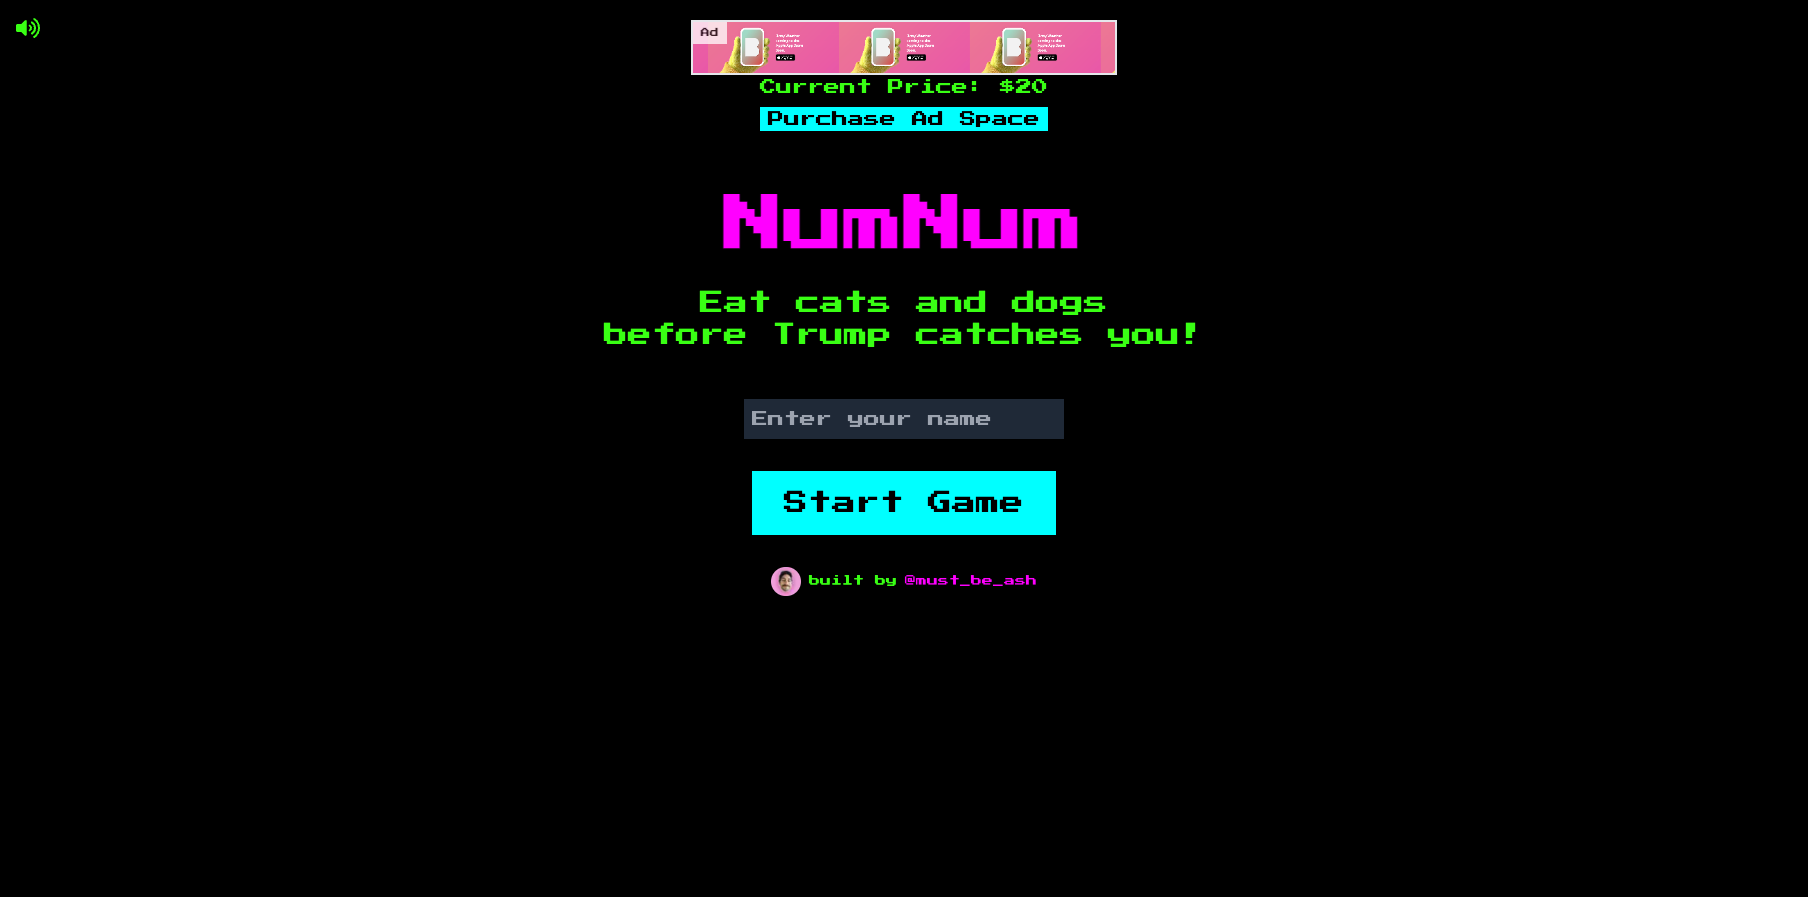 Ad
Current Price: $20
Purchase Ad Space
NumNum
Eat cats and dogs
before Trump catches you!
Enter your name
Start Game
built by @must_be_ash